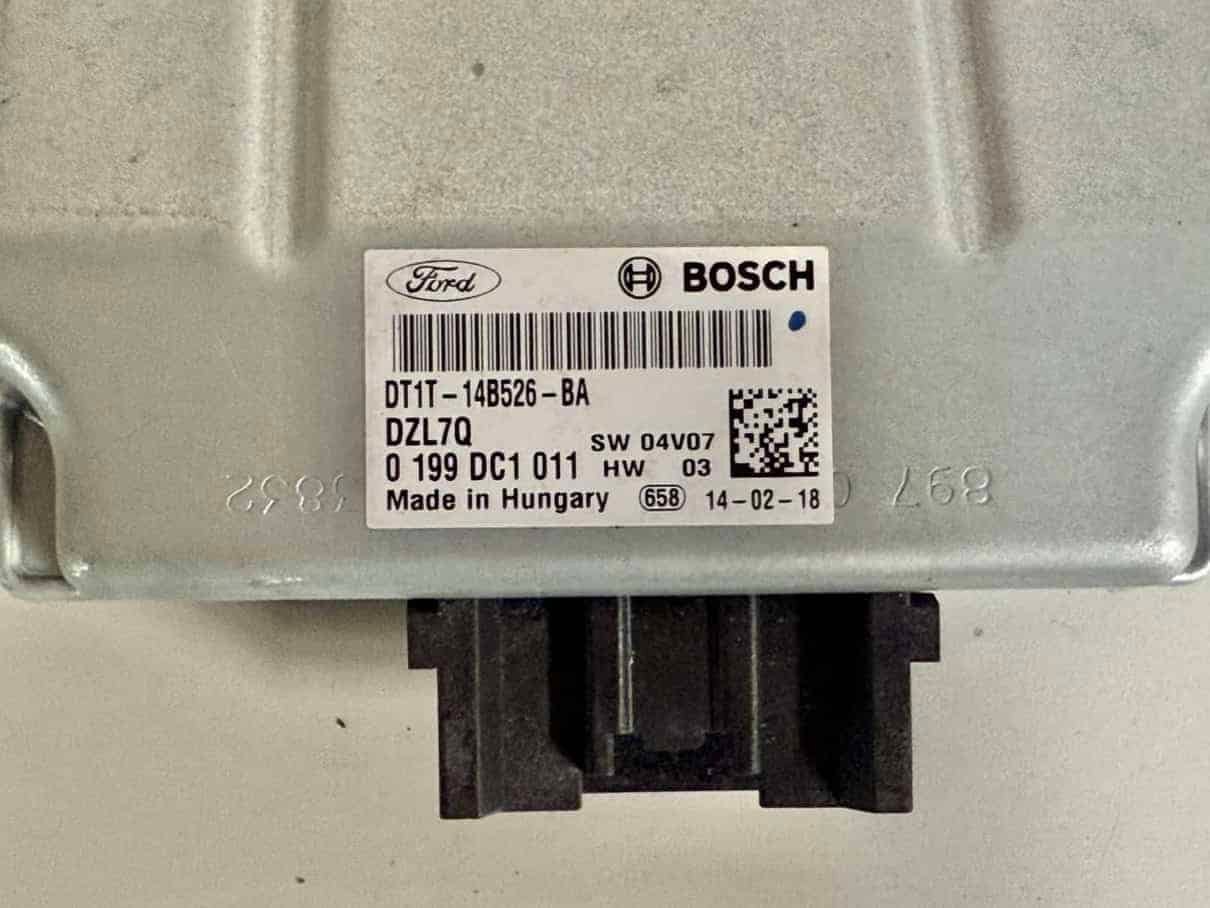 Ford BOSCH
DT1T-14B526-BA
DZL7Q
SW 04V07
0 199 DC1 011 HW 03
Made in Hungary 658 14-02-18
897